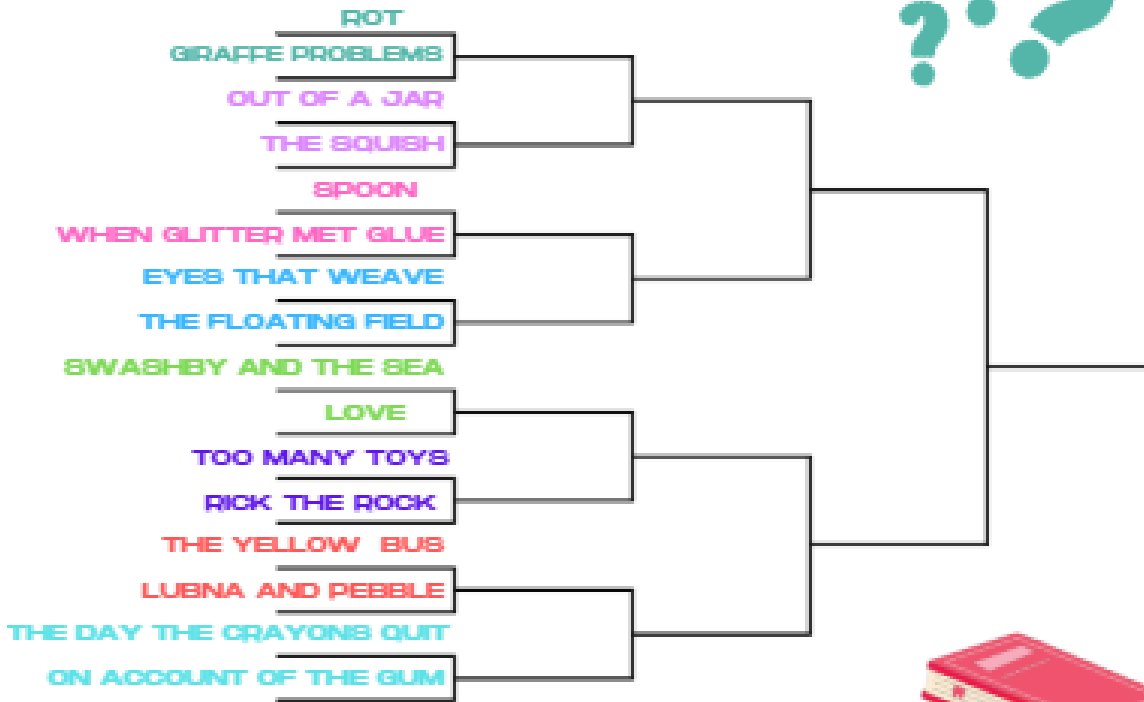 ROT
GIRAFFE PROBLEMS
OUT OF A JAR
THE SQUISH
SPOON
WHEN GLITTER MET GLUE
EYES THAT WEAVE
THE FLOATING FIELD
SWASHBY AND THE SEA
LOVE
TOO MANY TOYS
RICK THE ROCK
THE YELLOW BUS
LUBNA AND PEBBLE
THE DAY THE CRAYONS QUIT
ON ACCOUNT OF THE GUM
? ?